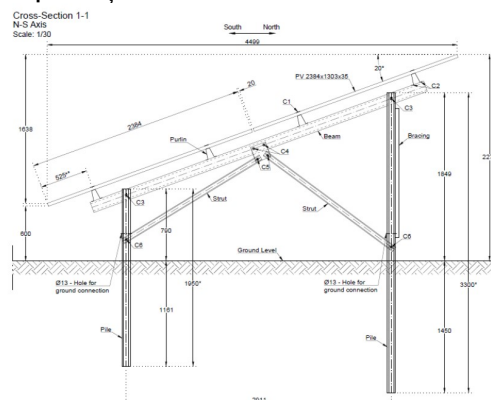 Cross-Section 1-1
N-S Axis
Scale: 1/30
South North
4499
20°
PV 2384x1303x35
20
C2
C1
C3
2384
Beam
Bracing
1638
Purlin
C4
525**
C5
1849
22
C3
Strut
Strut
600
790
C6
C6
Ground Level
Ø13 - Hole for
ground connection
1950*
Ø13 - Hole for
ground connection
3300*
1161
1450
Pile
Pile